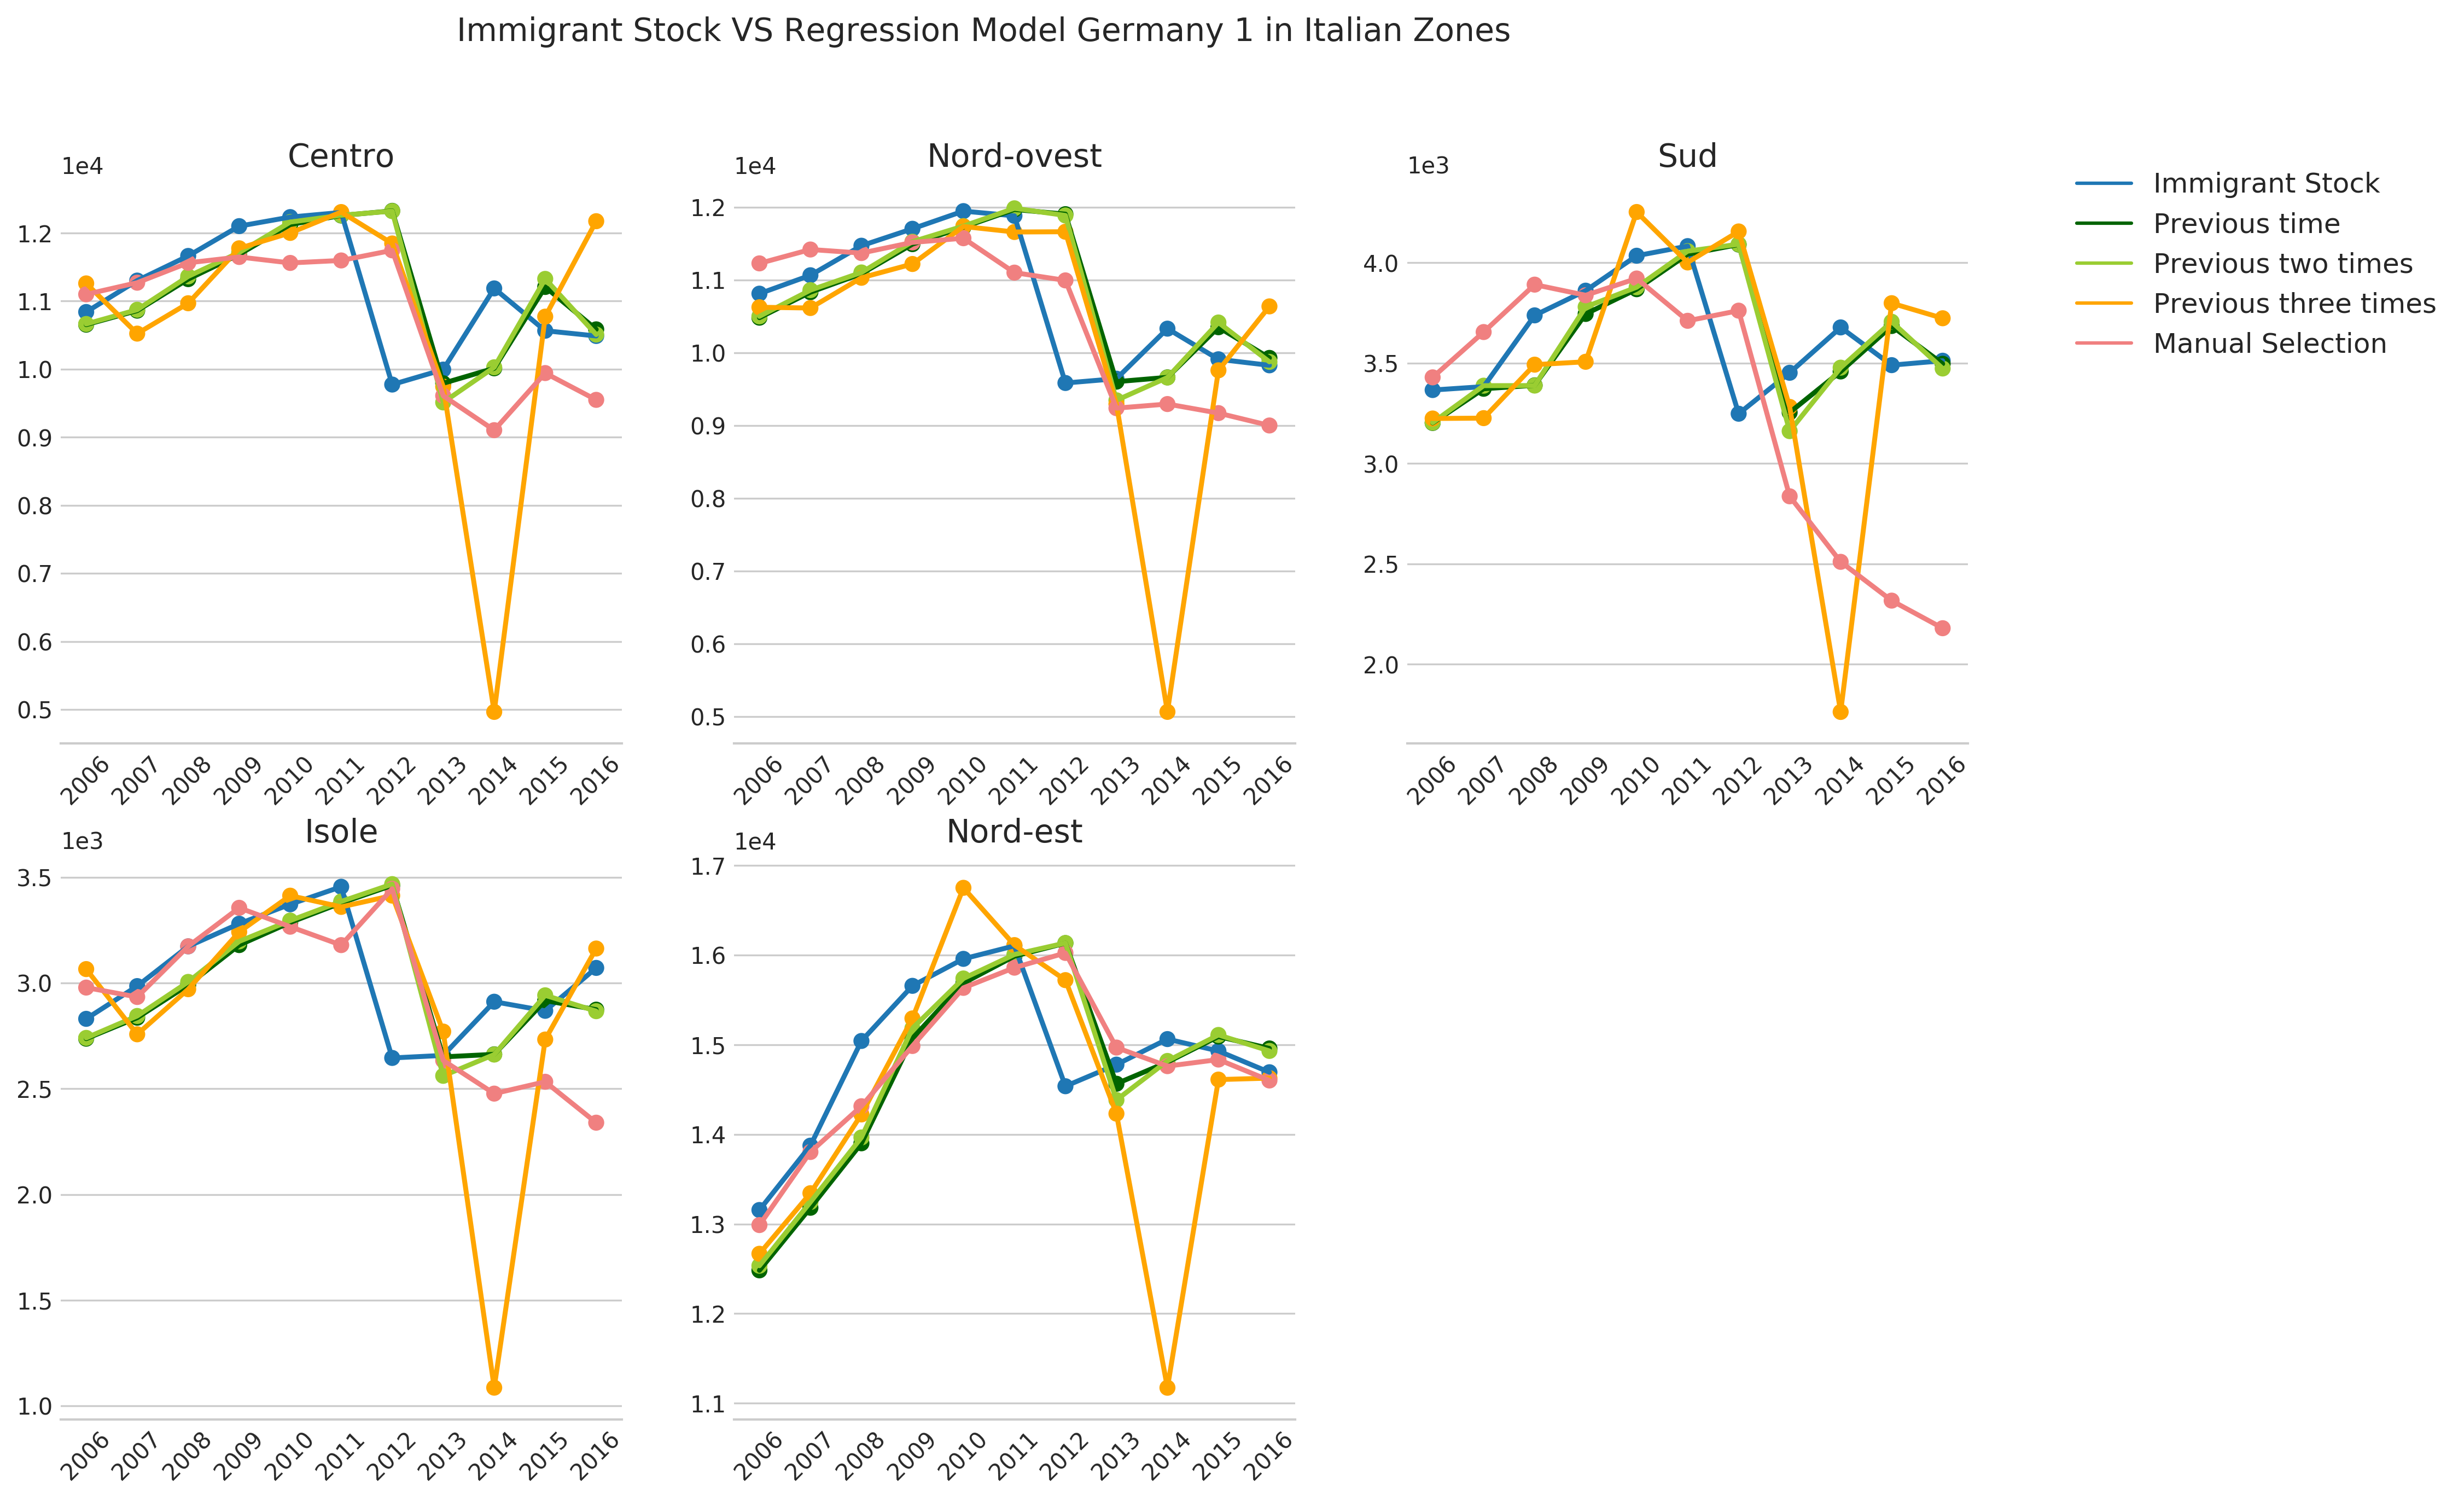 Immigrant Stock VS Regression Model Germany 1 in Italian Zones
Centro
1e4
1.2
1.1
1.0
0.9
0.8
0.7
0.6
0.5
2006 2007 2008 2009 2010 2011 2012 2013 2014 2015 2016
Nord-ovest
1e4
1.2
1.1
1.0
0.9
0.8
0.7
0.6
0.5
2006 2007 2008 2009 2010 2011 2012 2013 2014 2015 2016
Sud
1e3
4.0
3.5
3.0
2.5
2.0
2006 2007 2008 2009 2010 2011 2012 2013 2014 2015 2016
Immigrant Stock
Previous time
Previous two times
Previous three times
Manual Selection
Isole
1e3
3.5
3.0
2.5
2.0
1.5
1.0
2006 2007 2008 2009 2010 2011 2012 2013 2014 2015 2016
Nord-est
1e4
1.7
1.6
1.5
1.4
1.3
1.2
1.1
2006 2007 2008 2009 2010 2011 2012 2013 2014 2015 2016